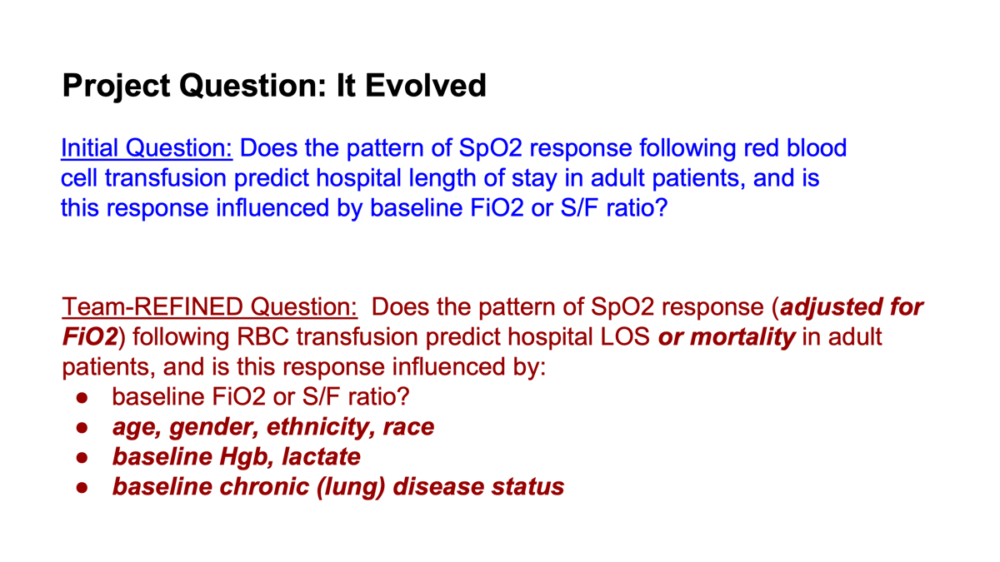 Project Question: It Evolved
Initial Question: Does the pattern of SpO2 response following red blood
cell transfusion predict hospital length of stay in adult patients, and is
this response influenced by baseline FiO2 or S/F ratio?
Team-REFINED Question: Does the pattern of SpO2 response (adjusted for
FiO2) following RBC transfusion predict hospital LOS or mortality in adult
patients, and is this response influenced by:
● baseline FiO2 or S/F ratio?
● age, gender, ethnicity, race
● baseline Hgb, lactate
● baseline chronic (lung) disease status